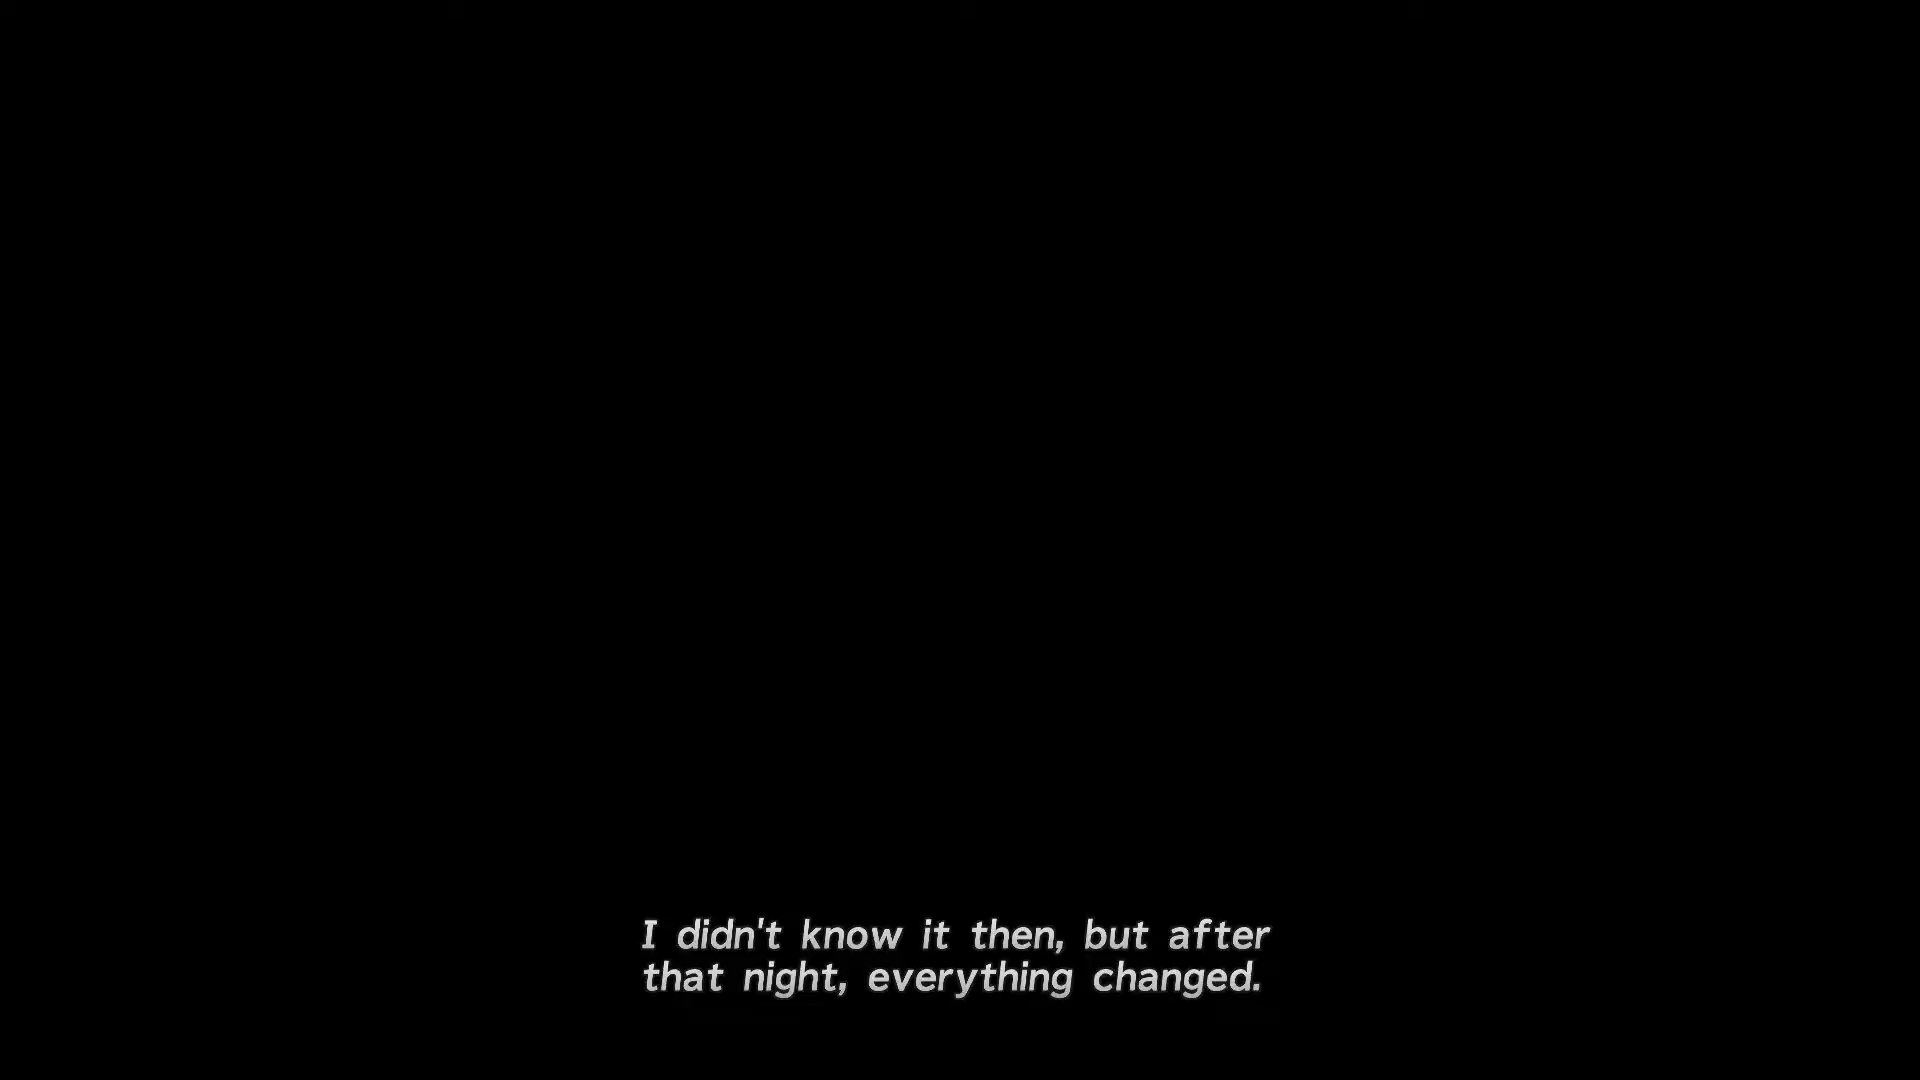 I didn't know it then, but after
that night, everything changed.